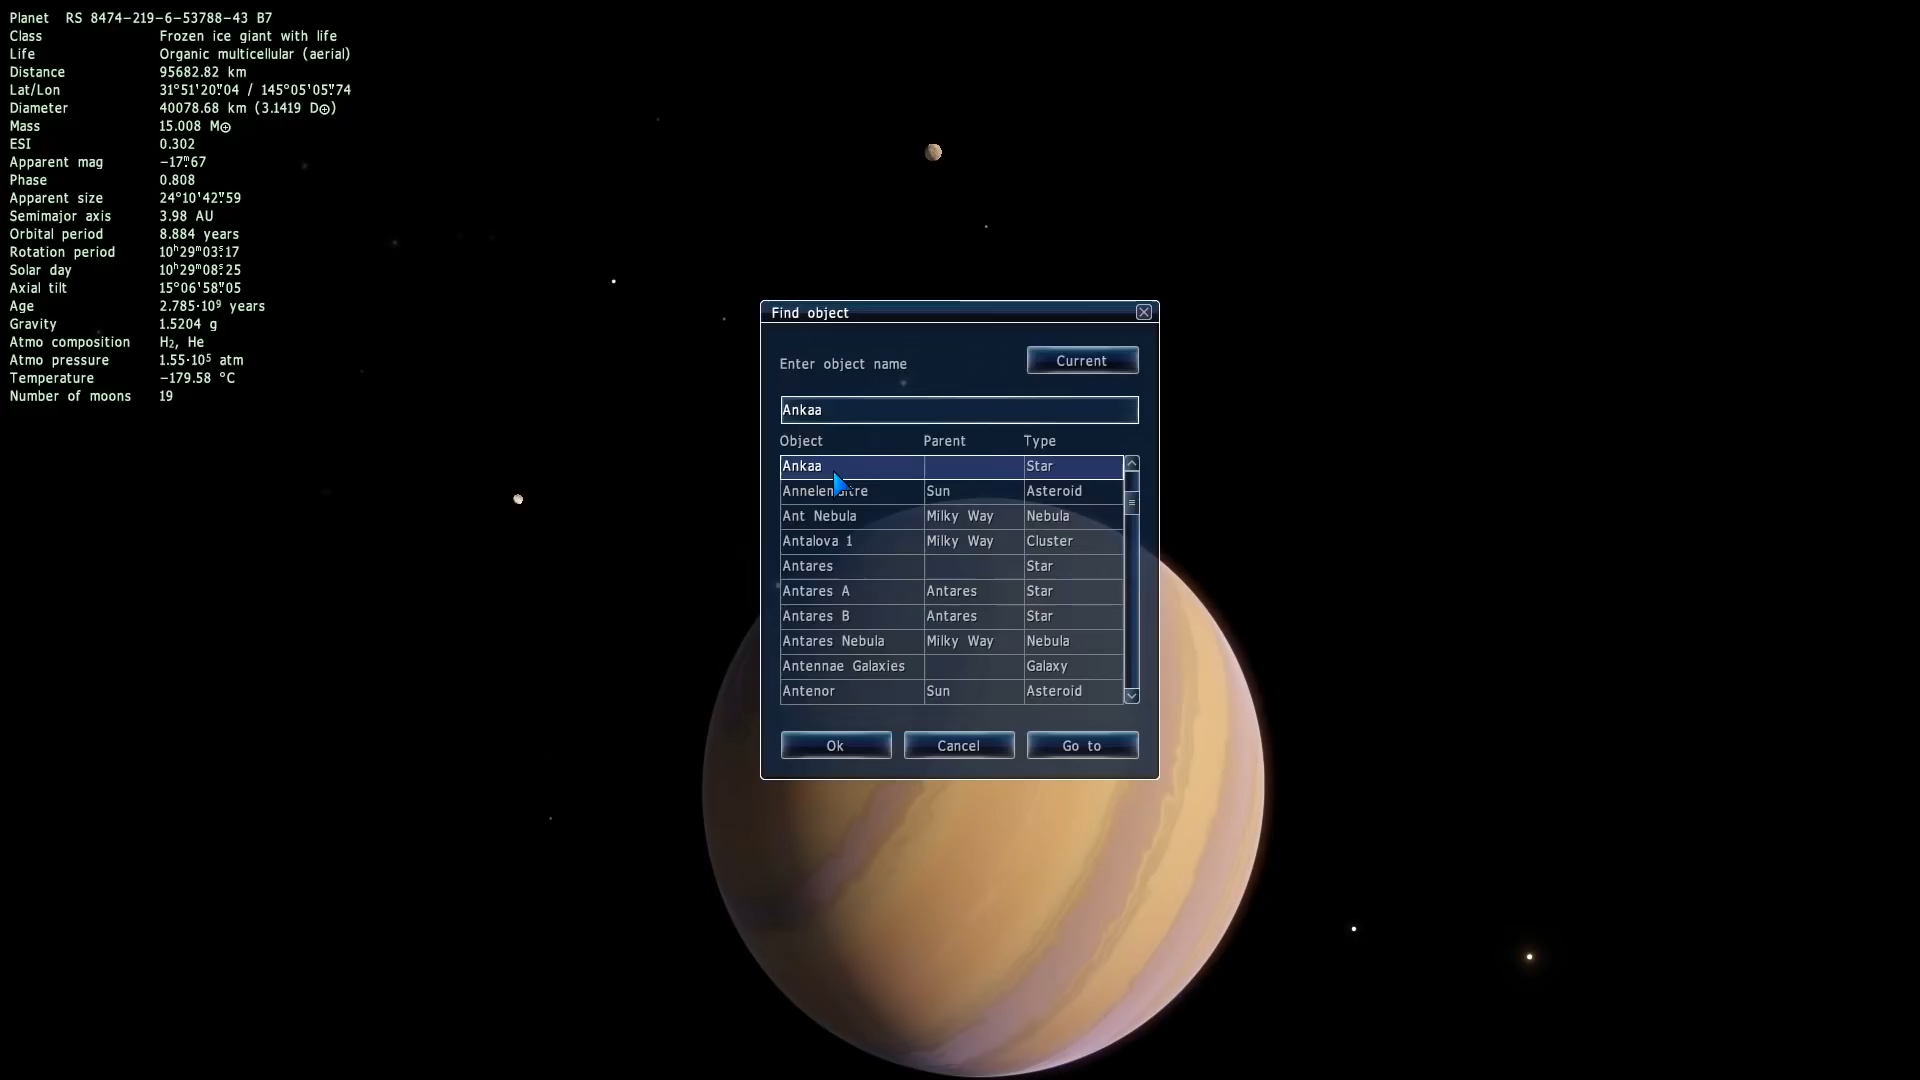 Planet RS 8474-219-6-53788-43 B7
Class Frozen ice giant with life
Life Organic multicellular (aerial)
Distance 95682.82 km
Lat/Lon 31°51'20".04 / 145°05'05".74
Diameter 40078.68 km (3.1419 D⊕)
Mass 15.008 M⊕
ESI 0.302
Apparent mag −17ᵐ.67
Phase 0.808
Apparent size 24°10'42".59
Semimajor axis 3.98 AU
Orbital period 8.884 years
Rotation period 10ʰ29ᵐ03ˢ.17
Solar day 10ʰ29ᵐ08ˢ.25
Axial tilt 15°06'58".05
Age 2.785·10⁹ years
Gravity 1.5204 g
Atmo composition H₂, He
Atmo pressure 1.55·10⁵ atm
Temperature −179.58 °C
Number of moons 19
Find object
Enter object name Current
Ankaa
Object Parent Type
Ankaa Star
Sun Asteroid
Ant Nebula Milky Way Nebula
Antalova 1 Milky Way Cluster
Antares Star
Antares A Antares Star
Antares B Antares Star
Antares Nebula Milky Way Nebula
Antennae Galaxies Galaxy
Antenor Sun Asteroid
Ok Cancel Go to